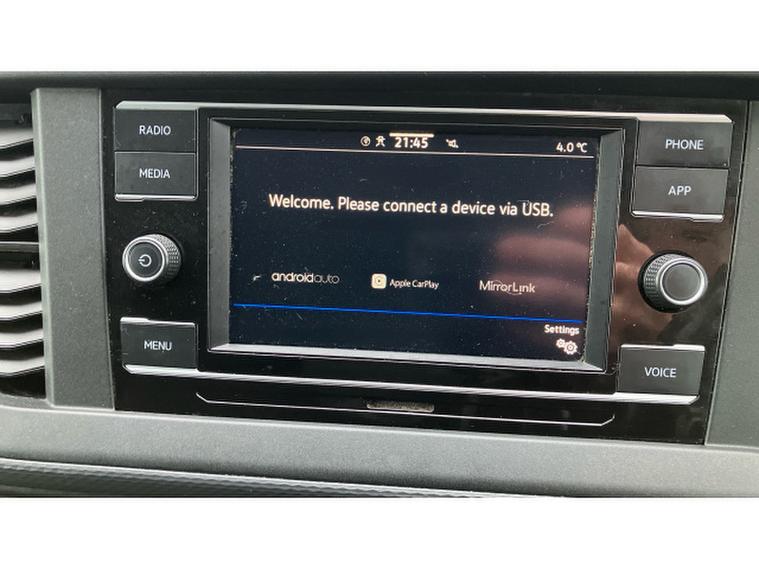 RADIO
MEDIA
MENU
21:45
4.0 °C
Welcome. Please connect a device via USB.
androidauto
Apple CarPlay
MirrorLink
Settings
PHONE
APP
VOICE